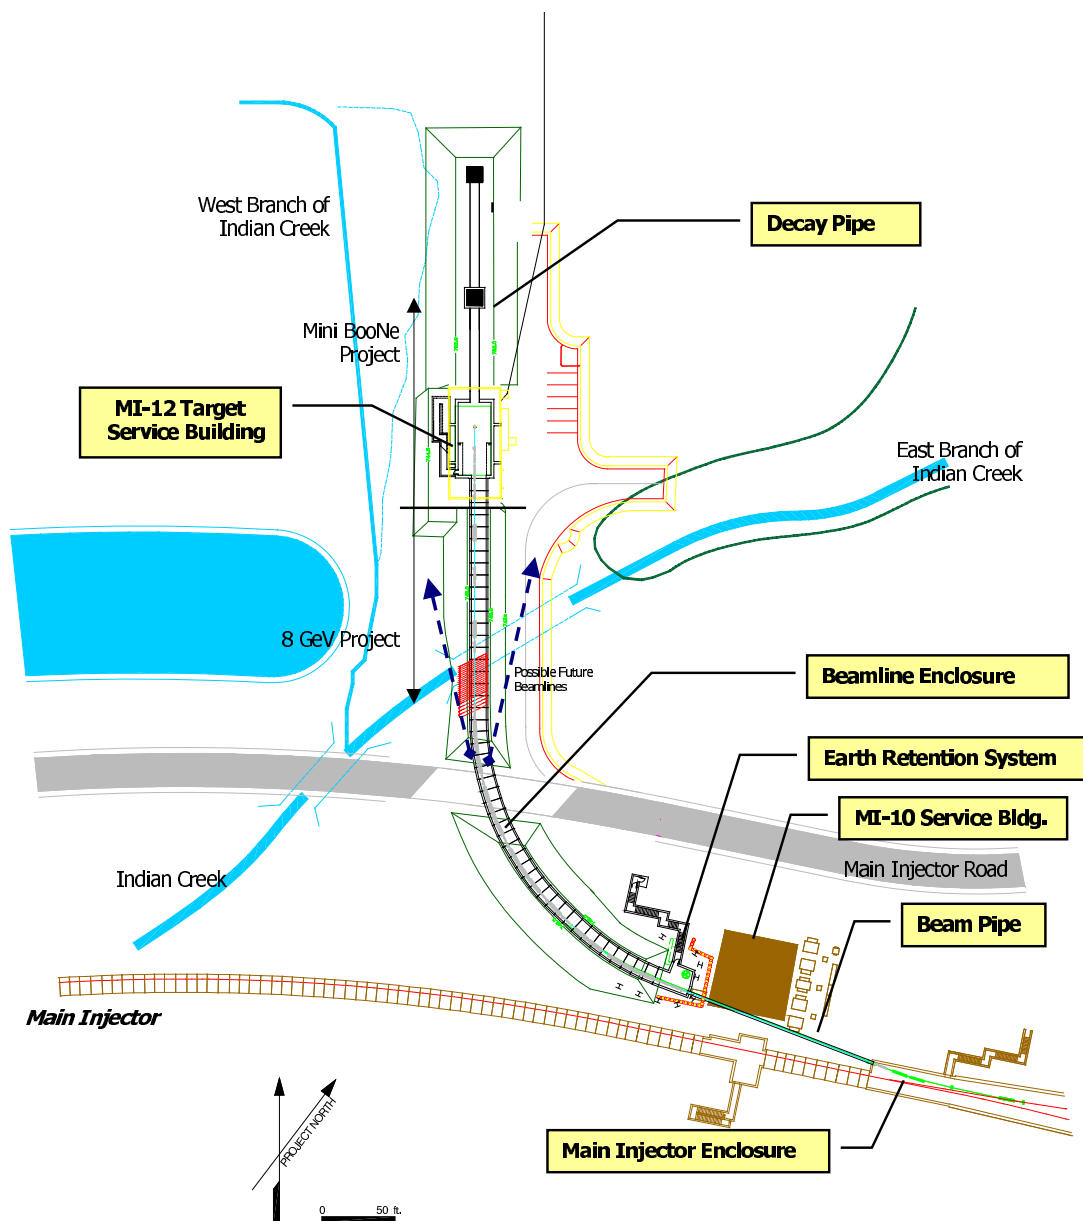 West Branch of
Indian Creek
Decay Pipe
Mini BooNe
Project
MI-12 Target
Service Building
East Branch of
Indian Creek
8 GeV Project
Possible Future
Beamlines
Beamline Enclosure
Earth Retention System
MI-10 Service Bldg.
Main Injector Road
Indian Creek
Beam Pipe
Main Injector
PROJECT NORTH
Main Injector Enclosure
0 50 ft.